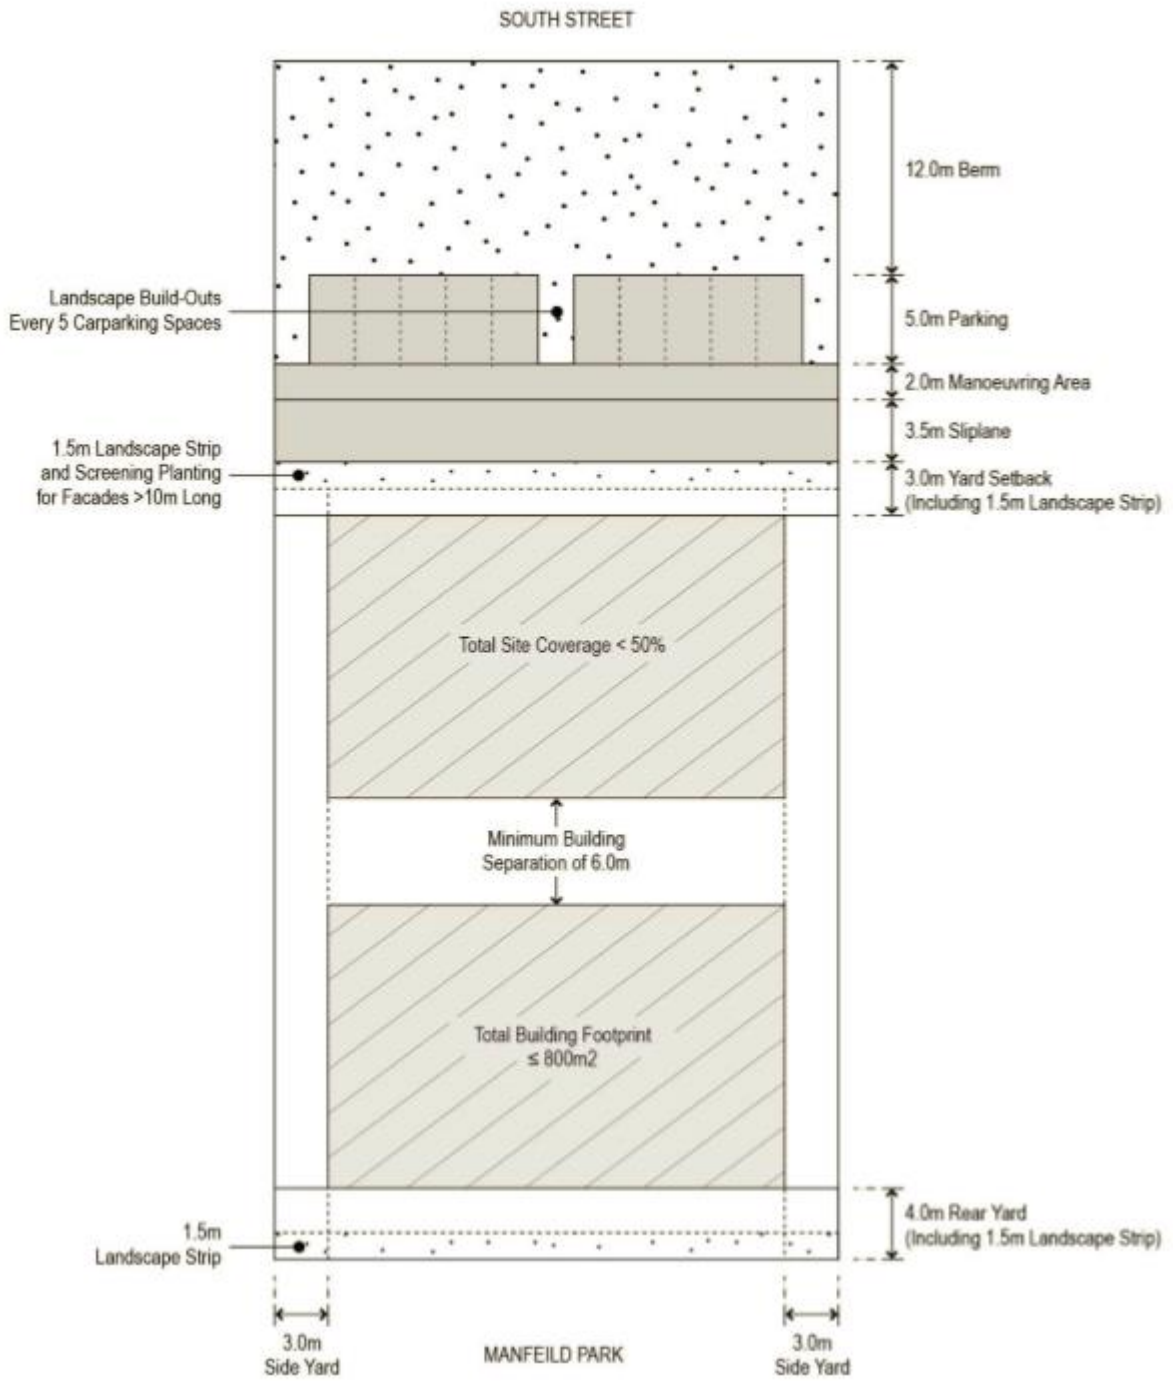 SOUTH STREET
12.0m Berm
Landscape Build-Outs
Every 5 Carparking Spaces
5.0m Parking
2.0m Manoeuvring Area
3.5m Sliplane
1.5m Landscape Strip
and Screening Planting
for Facades >10m Long
3.0m Yard Setback
(Including 1.5m Landscape Strip)
Total Site Coverage < 50%
Minimum Building
Separation of 6.0m
Total Building Footprint
≤ 800m2
4.0m Rear Yard
(Including 1.5m Landscape Strip)
1.5m
Landscape Strip
3.0m
Side Yard
MANFEILD PARK
3.0m
Side Yard